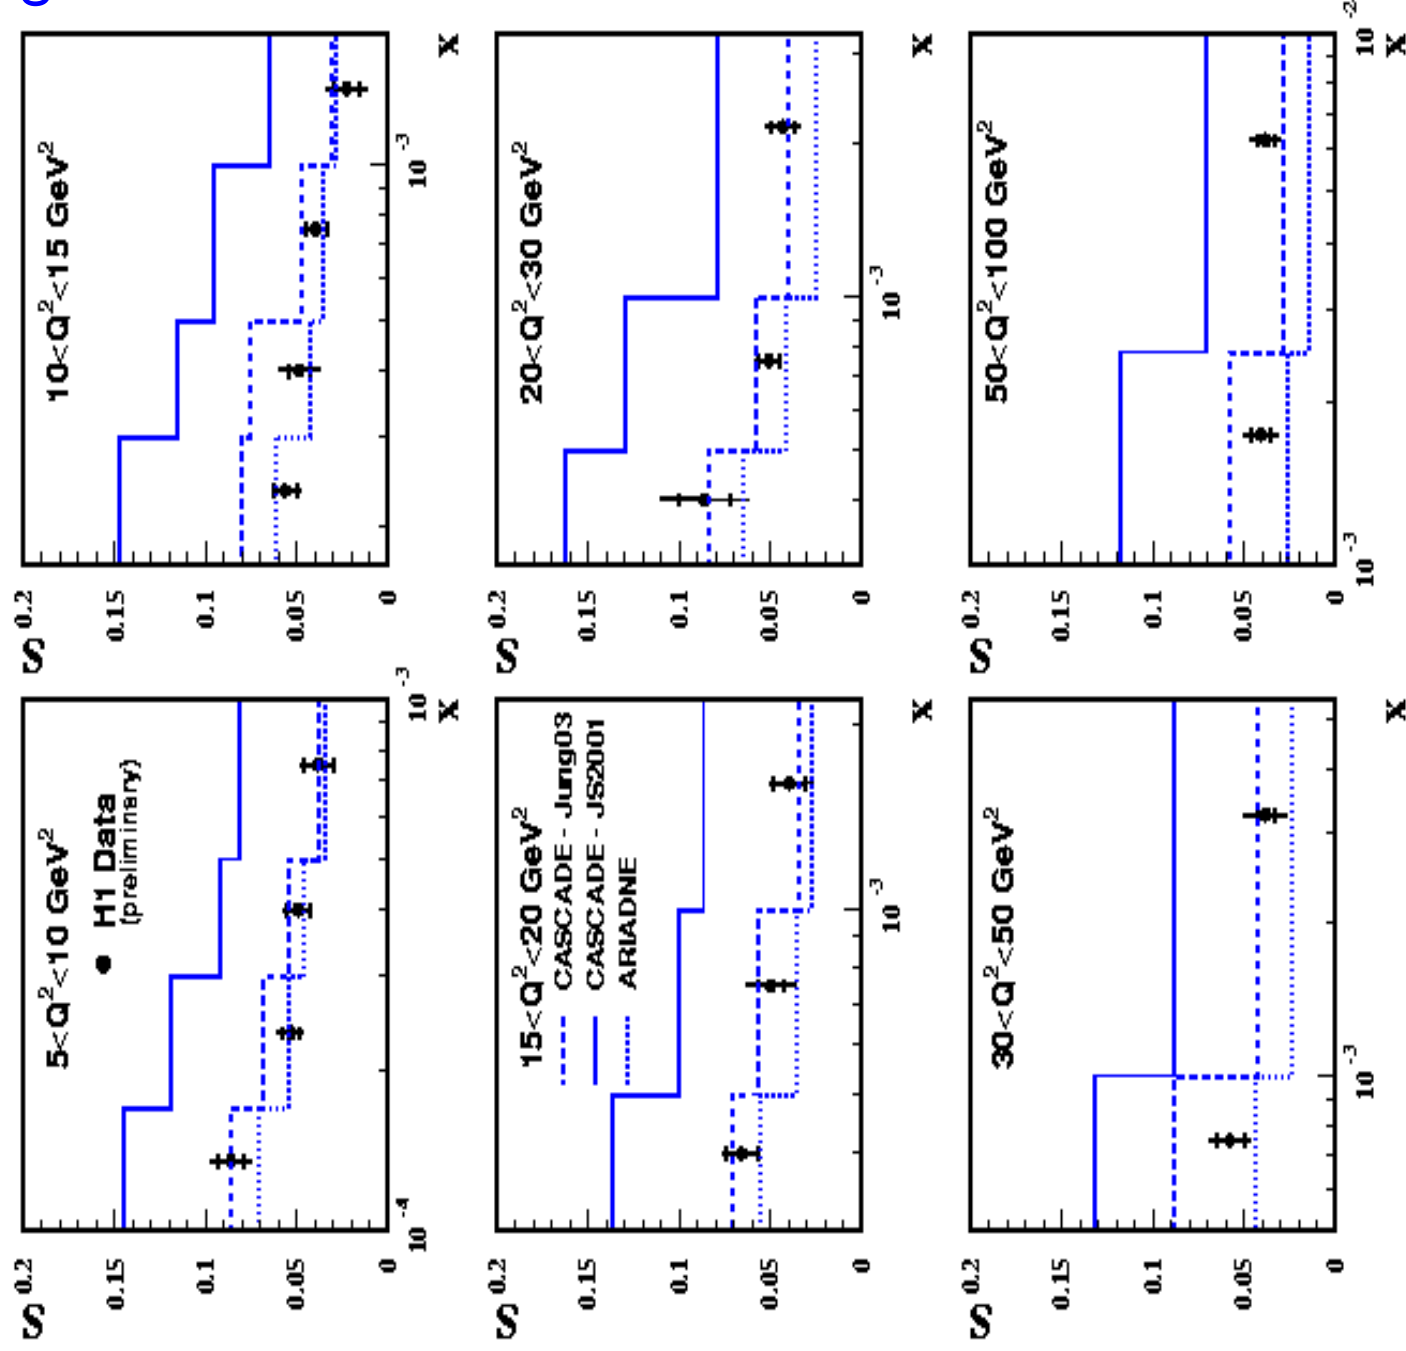 5<Q²<10 GeV²
H1 Data
(preliminary)
S
0.2
0.15
0.1
0.05
0
10⁻⁴
10⁻³
x
10<Q²<15 GeV²
S
0.2
0.15
0.1
0.05
0
10⁻³
x
15<Q²<20 GeV²
CASCADE - Jung03
CASCADE - JS2001
ARIADNE
S
0.2
0.15
0.1
0.05
0
10⁻³
x
20<Q²<30 GeV²
S
0.2
0.15
0.1
0.05
0
10⁻³
x
30<Q²<50 GeV²
S
0.2
0.15
0.1
0.05
0
10⁻³
x
50<Q²<100 GeV²
S
0.2
0.15
0.1
0.05
0
10⁻³
10⁻²
x